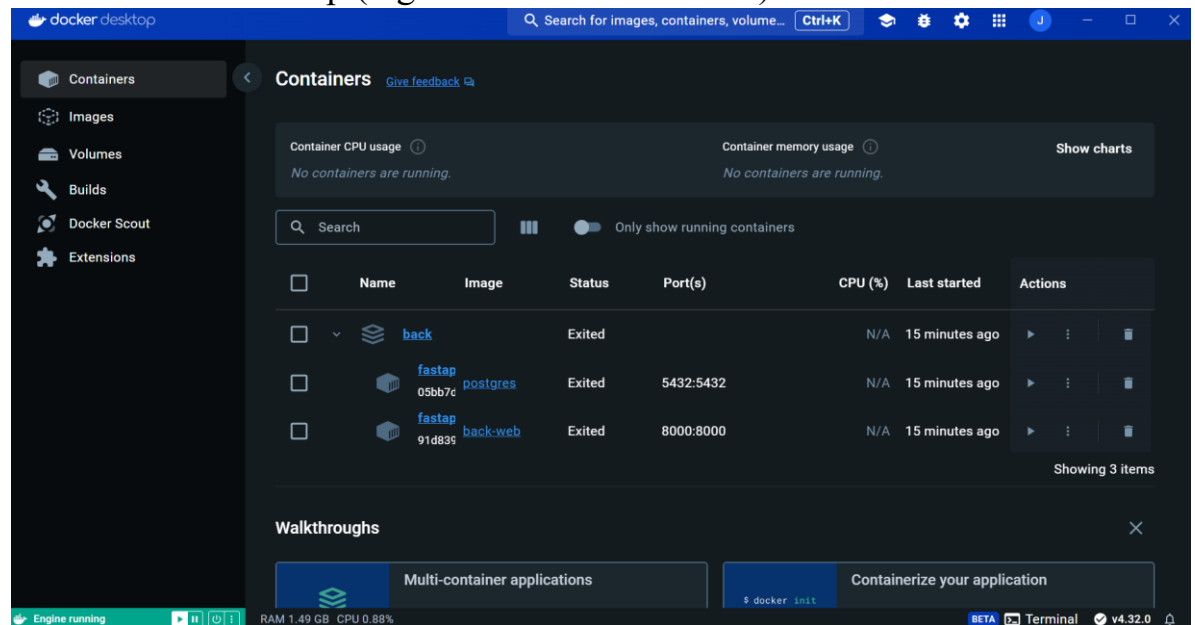 docker desktop
Search for images, containers, volume... Ctrl+K
J
Containers
Images
Volumes
Builds
Docker Scout
Extensions
Containers Give feedback
Container CPU usage
No containers are running.
Container memory usage
No containers are running.
Show charts
Search
Only show running containers
Name Image Status Port(s) CPU (%) Last started Actions
back Exited N/A 15 minutes ago
fastap
05bb7d
postgres Exited 5432:5432 N/A 15 minutes ago
fastap
91d839
back-web Exited 8000:8000 N/A 15 minutes ago
Showing 3 items
Walkthroughs
Multi-container applications
$ docker init
Containerize your application
Engine running
RAM 1.49 GB CPU 0.88%
BETA Terminal v4.32.0